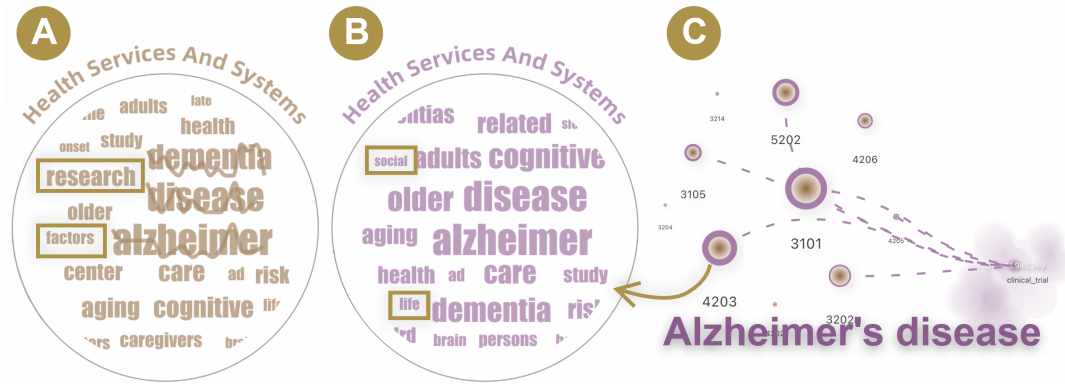 A
Health Services And Systems
adults late
health
onset study
dementia
research
disease
older
factors alzheimer
center care ad risk
aging cognitive
caregivers
B
Health Services And Systems
related
social adults cognitive
older disease
aging alzheimer
health ad care study
life dementia
brain persons
C
3214
5202
4206
3105
3204
4205
3101
clinical_trial
4203
3202
Alzheimer's disease